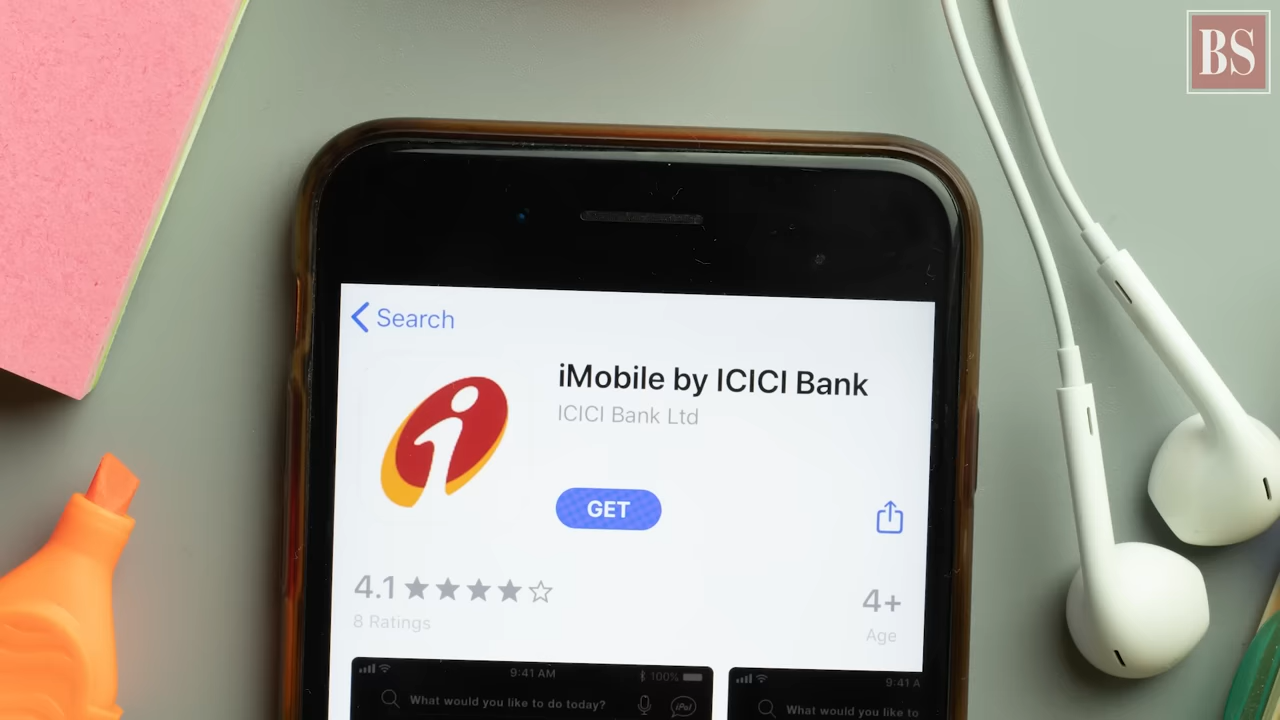 BS
Search
iMobile by ICICI Bank
ICICI Bank Ltd
GET
4.1
8 Ratings
4+
Age
9:41 AM
100%
What would you like to do today?
iPal
9:41 A
What would you like to